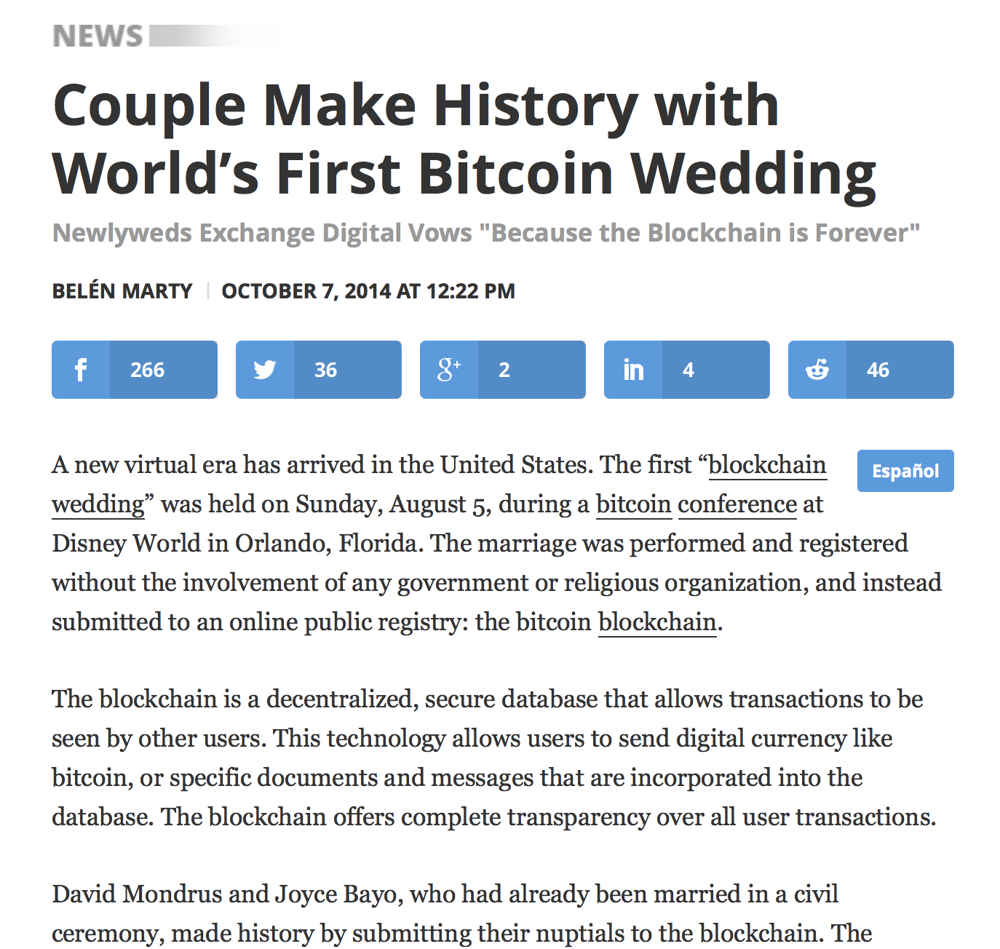 NEWS
Couple Make History with
World’s First Bitcoin Wedding
Newlyweds Exchange Digital Vows "Because the Blockchain is Forever"
BELÉN MARTY | OCTOBER 7, 2014 AT 12:22 PM
266 36 2 4 46
Español
A new virtual era has arrived in the United States. The first “blockchain
wedding” was held on Sunday, August 5, during a bitcoin conference at
Disney World in Orlando, Florida. The marriage was performed and registered
without the involvement of any government or religious organization, and instead
submitted to an online public registry: the bitcoin blockchain.
The blockchain is a decentralized, secure database that allows transactions to be
seen by other users. This technology allows users to send digital currency like
bitcoin, or specific documents and messages that are incorporated into the
database. The blockchain offers complete transparency over all user transactions.
David Mondrus and Joyce Bayo, who had already been married in a civil
ceremony, made history by submitting their nuptials to the blockchain. The